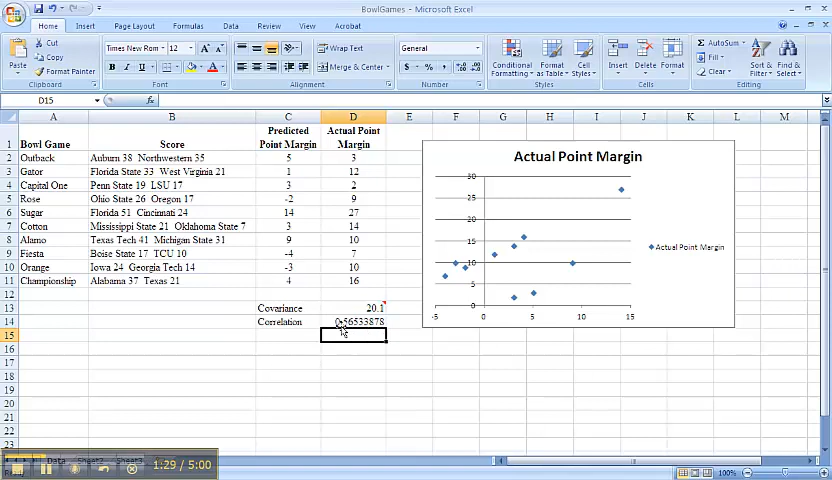 BowlGames - Microsoft Excel
Home Insert Page Layout Formulas Data Review View Acrobat
Cut
Copy
Format Painter
Paste
Clipboard
Times New Rom 12
B I U
Font
Wrap Text
Merge & Center
Alignment
General
$ % ,
Number
Conditional Formatting
Format as Table
Cell Styles
Styles
Insert Delete Format
Cells
AutoSum
Fill
Clear
Sort & Filter
Find & Select
Editing
D15 fx
A B C D E F G H I J K L M
1 Bowl Game Score Predicted Point Margin Actual Point Margin
2 Outback Auburn 38 Northwestern 35 5 3
3 Gator Florida State 33 West Virginia 21 1 12
4 Capital One Penn State 19 LSU 17 3 2
5 Rose Ohio State 26 Oregon 17 -2 9
6 Sugar Florida 51 Cincinnati 24 14 27
7 Cotton Mississippi State 21 Oklahoma State 7 3 14
8 Alamo Texas Tech 41 Michigan State 31 9 10
9 Fiesta Boise State 17 TCU 10 -4 7
10 Orange Iowa 24 Georgia Tech 14 -3 10
11 Championship Alabama 37 Texas 21 4 16
12
13 Covariance 20.1
14 Correlation 0.56533878
15
16
17
18
19
20
21
22
23
Actual Point Margin
30
25
20
15
10
5
0
-5 0 5 10 15
Actual Point Margin
Data Sheet2 Sheet3
1:29 / 5:00
100%